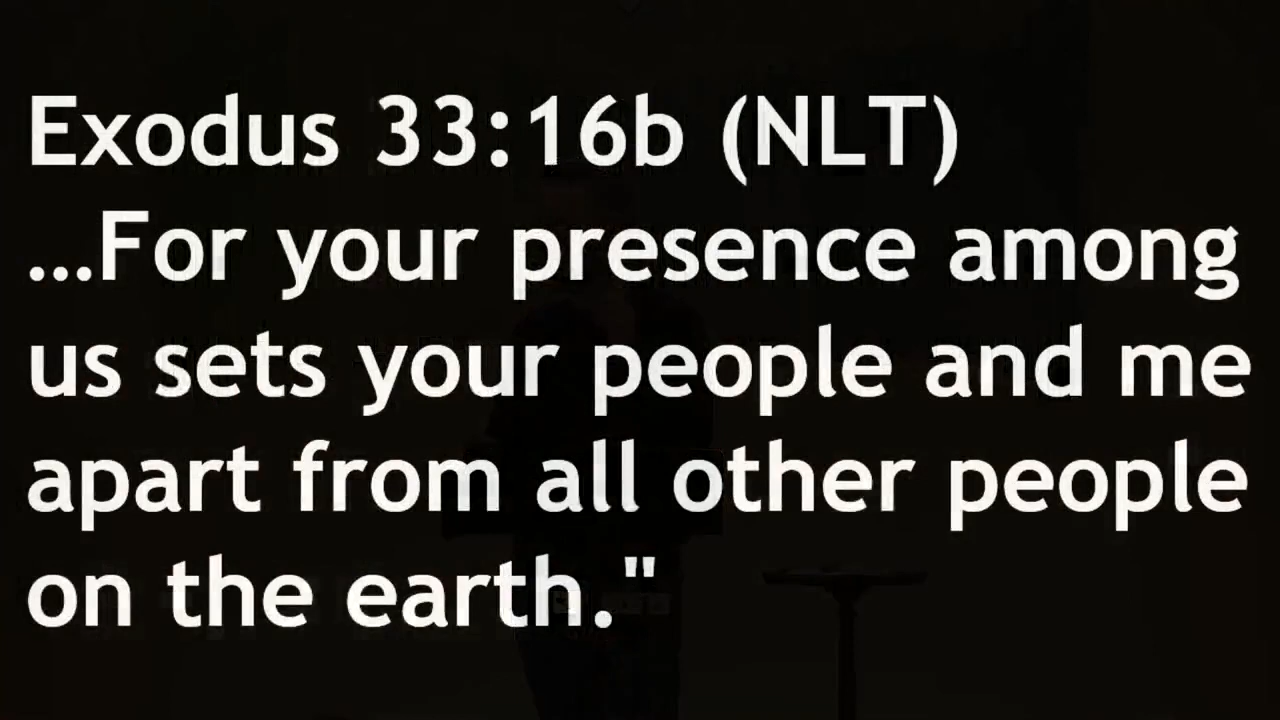 Exodus 33:16b (NLT)
...For your presence among
us sets your people and me
apart from all other people
on the earth."